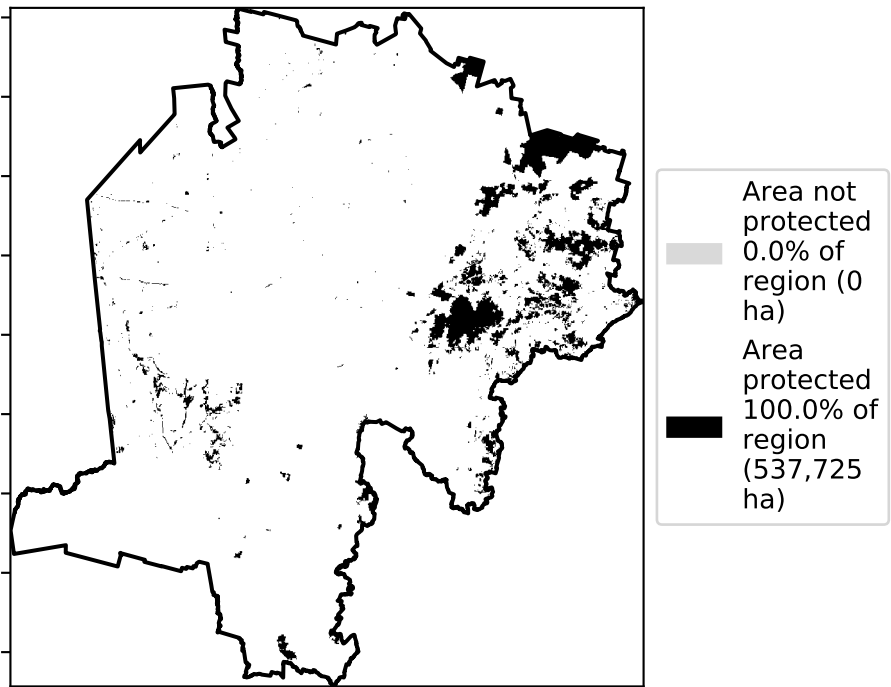 Area not
protected
0.0% of
region (0
ha)
Area
protected
100.0% of
region
(537,725
ha)